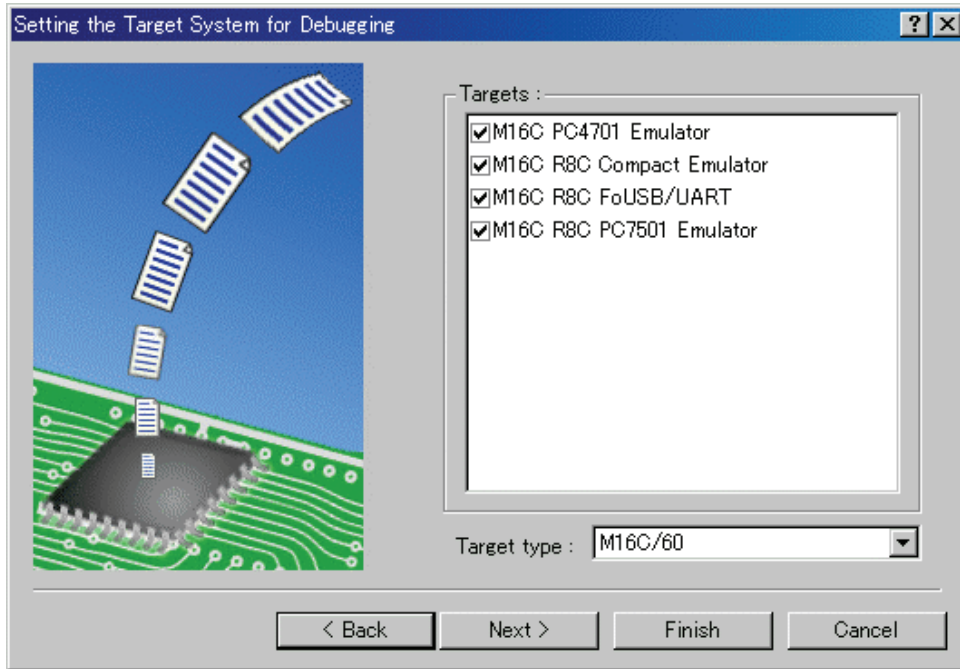 Setting the Target System for Debugging
Targets :
M16C PC4701 Emulator
M16C R8C Compact Emulator
M16C R8C FoUSB/UART
M16C R8C PC7501 Emulator
Target type : M16C/60
< Back Next > Finish Cancel